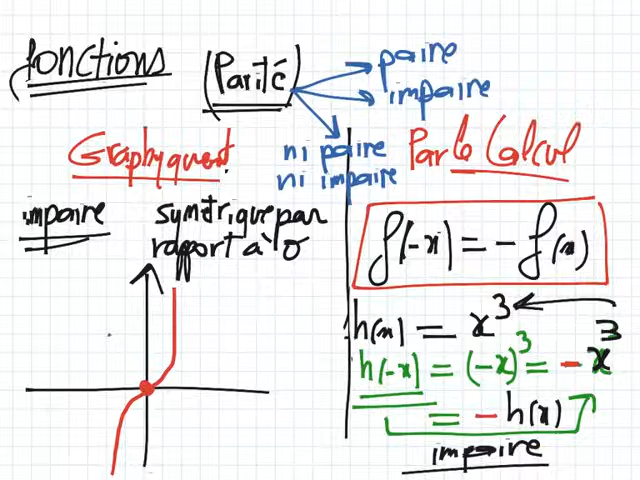 fonctions
(Parité)
paire
impaire
ni paire
ni impaire
Graphyquent.
impaire
symétrique par
rapport à O
Par le Calcul
f(-x) = - f(x)
h(x) = x³
h(-x) = (-x)³ = - x³
= - h(x)
impaire